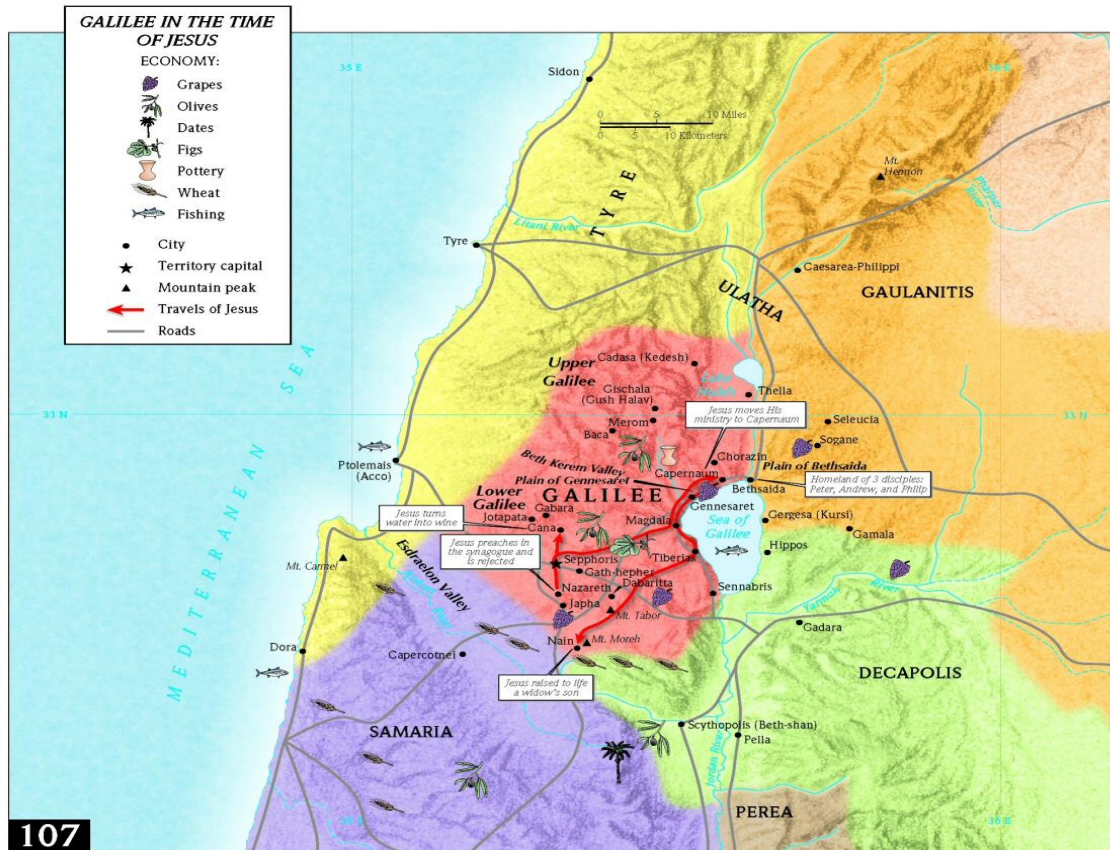 GALILEE IN THE TIME
OF JESUS
ECONOMY:
Grapes
Olives
Dates
Figs
Pottery
Wheat
Fishing
City
Territory capital
Mountain peak
Travels of Jesus
Roads
35 E
36 E
Sidon
0 5 10 Miles
0 5 10 Kilometers
Mt.
Hermon
Pharpar
River
TYRE
Litani River
Tyre
Caesarea-Philippi
ULATHA
GAULANITIS
MEDITERRANEAN SEA
Upper
Galilee
Cadasa (Kedesh)
Lake
Huleh
Thella
Gischala
(Gush Halav)
33 N
33 N
Jesus moves His
ministry to Capernaum
Merom
Baca
Seleucia
Sogane
Ptolemais
(Acco)
Beth Kerem Valley
Chorazin
Capernaum
Plain of Bethsaida
Plain of Gennesaret
Bethsaida
Homeland of 3 disciples:
Peter, Andrew, and Philip
Lower
Galilee
GALILEE
Gennesaret
Jesus turns
water into wine
Gabara
Jotapata
Cana
Magdala
Sea of
Galilee
Gergesa (Kursi)
Gamala
Jesus preaches in
the synagogue and
is rejected
Sepphoris
Tiberias
Hippos
Mt. Carmel
Esdraelon Valley
Gath-hepher
Dabaritta
Nazareth
Sennabris
Japha
Mt. Tabor
Yarmuk River
Gadara
Nain
Mt. Moreh
Dora
Capercotnei
DECAPOLIS
Jesus raised to life
a widow's son
SAMARIA
Scythopolis (Beth-shan)
Pella
Jordan River
PEREA
107
35 E
36 E